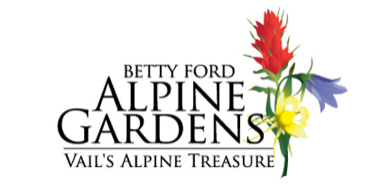 BETTY FORD
ALPINE
GARDENS
VAIL'S ALPINE TREASURE